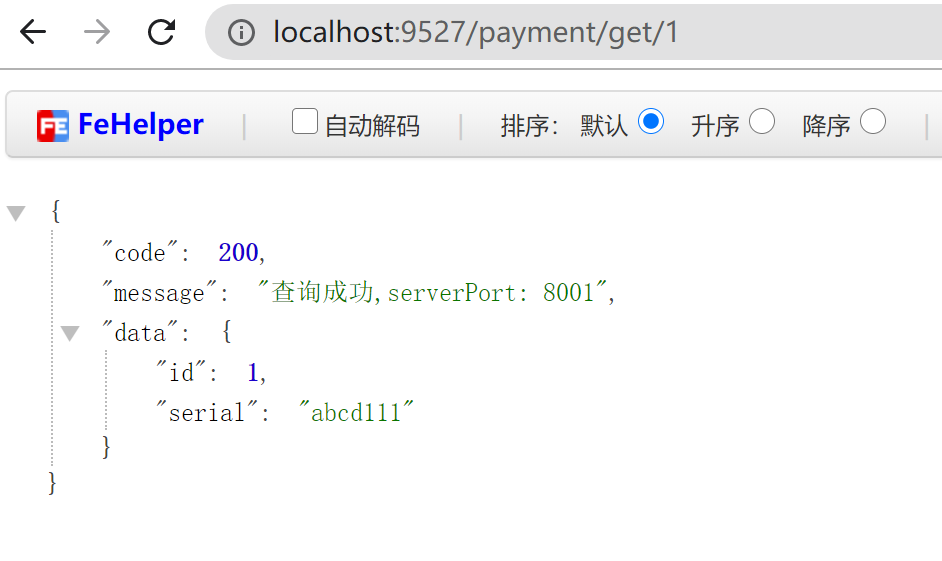 localhost:9527/payment/get/1
FeHelper | 自动解码 | 排序: 默认 升序 降序 |
{
"code": 200,
"message": "查询成功,serverPort: 8001",
"data": {
"id": 1,
"serial": "abcd111"
}
}